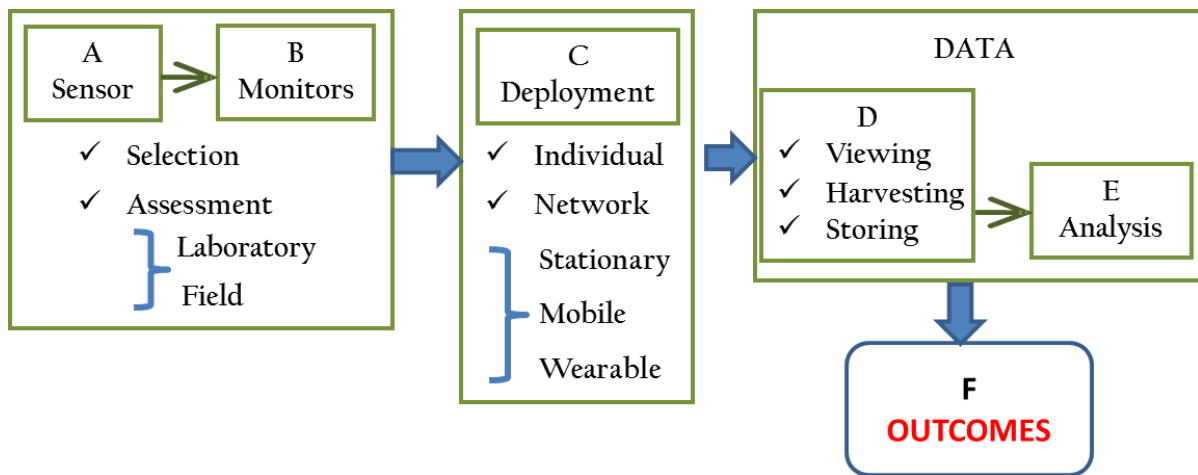 A
Sensor
B
Monitors
✓ Selection
✓ Assessment
Laboratory
Field
C
Deployment
✓ Individual
✓ Network
Stationary
Mobile
Wearable
DATA
D
✓ Viewing
✓ Harvesting
✓ Storing
E
Analysis
F
OUTCOMES